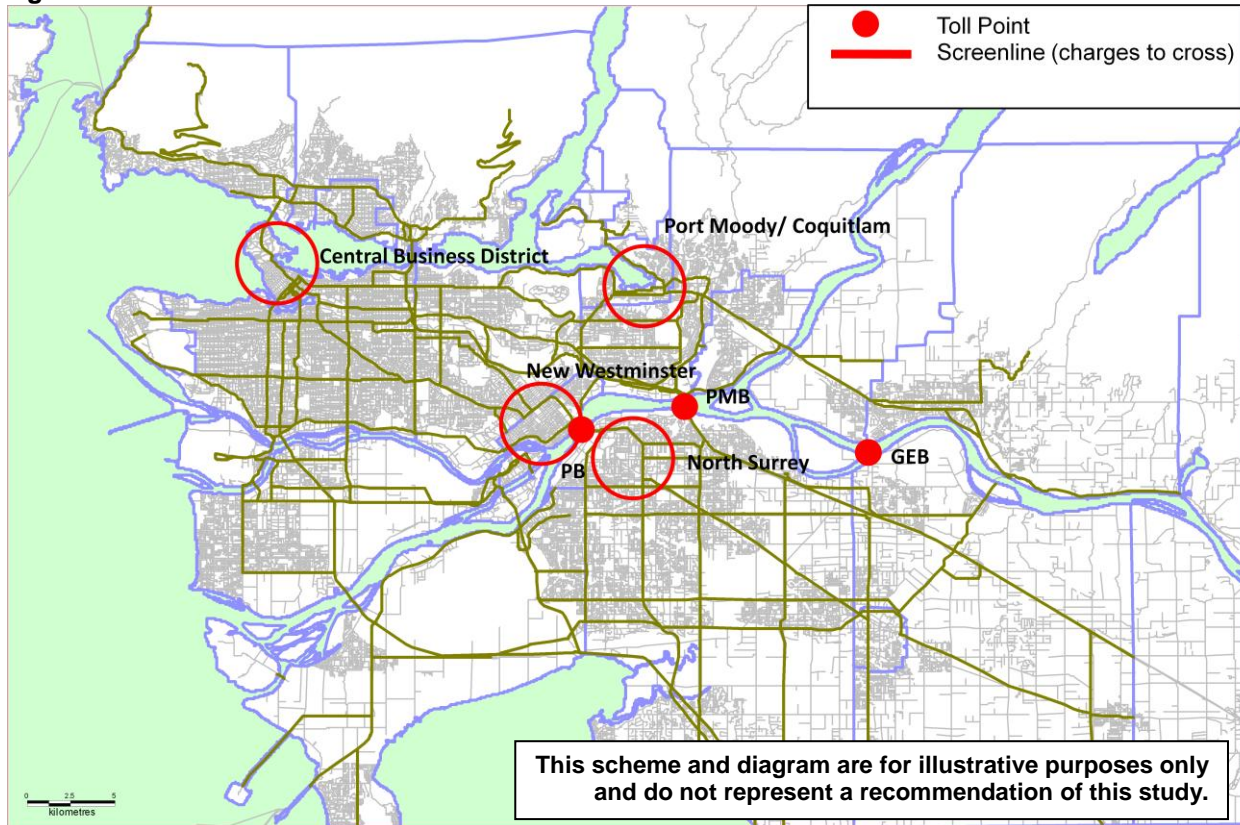 Toll Point
Screenline (charges to cross)
Port Moody/ Coquitlam
Central Business District
New Westminster
PMB
PB
North Surrey
GEB
This scheme and diagram are for illustrative purposes only
and do not represent a recommendation of this study.
0 2.5 5
kilometres